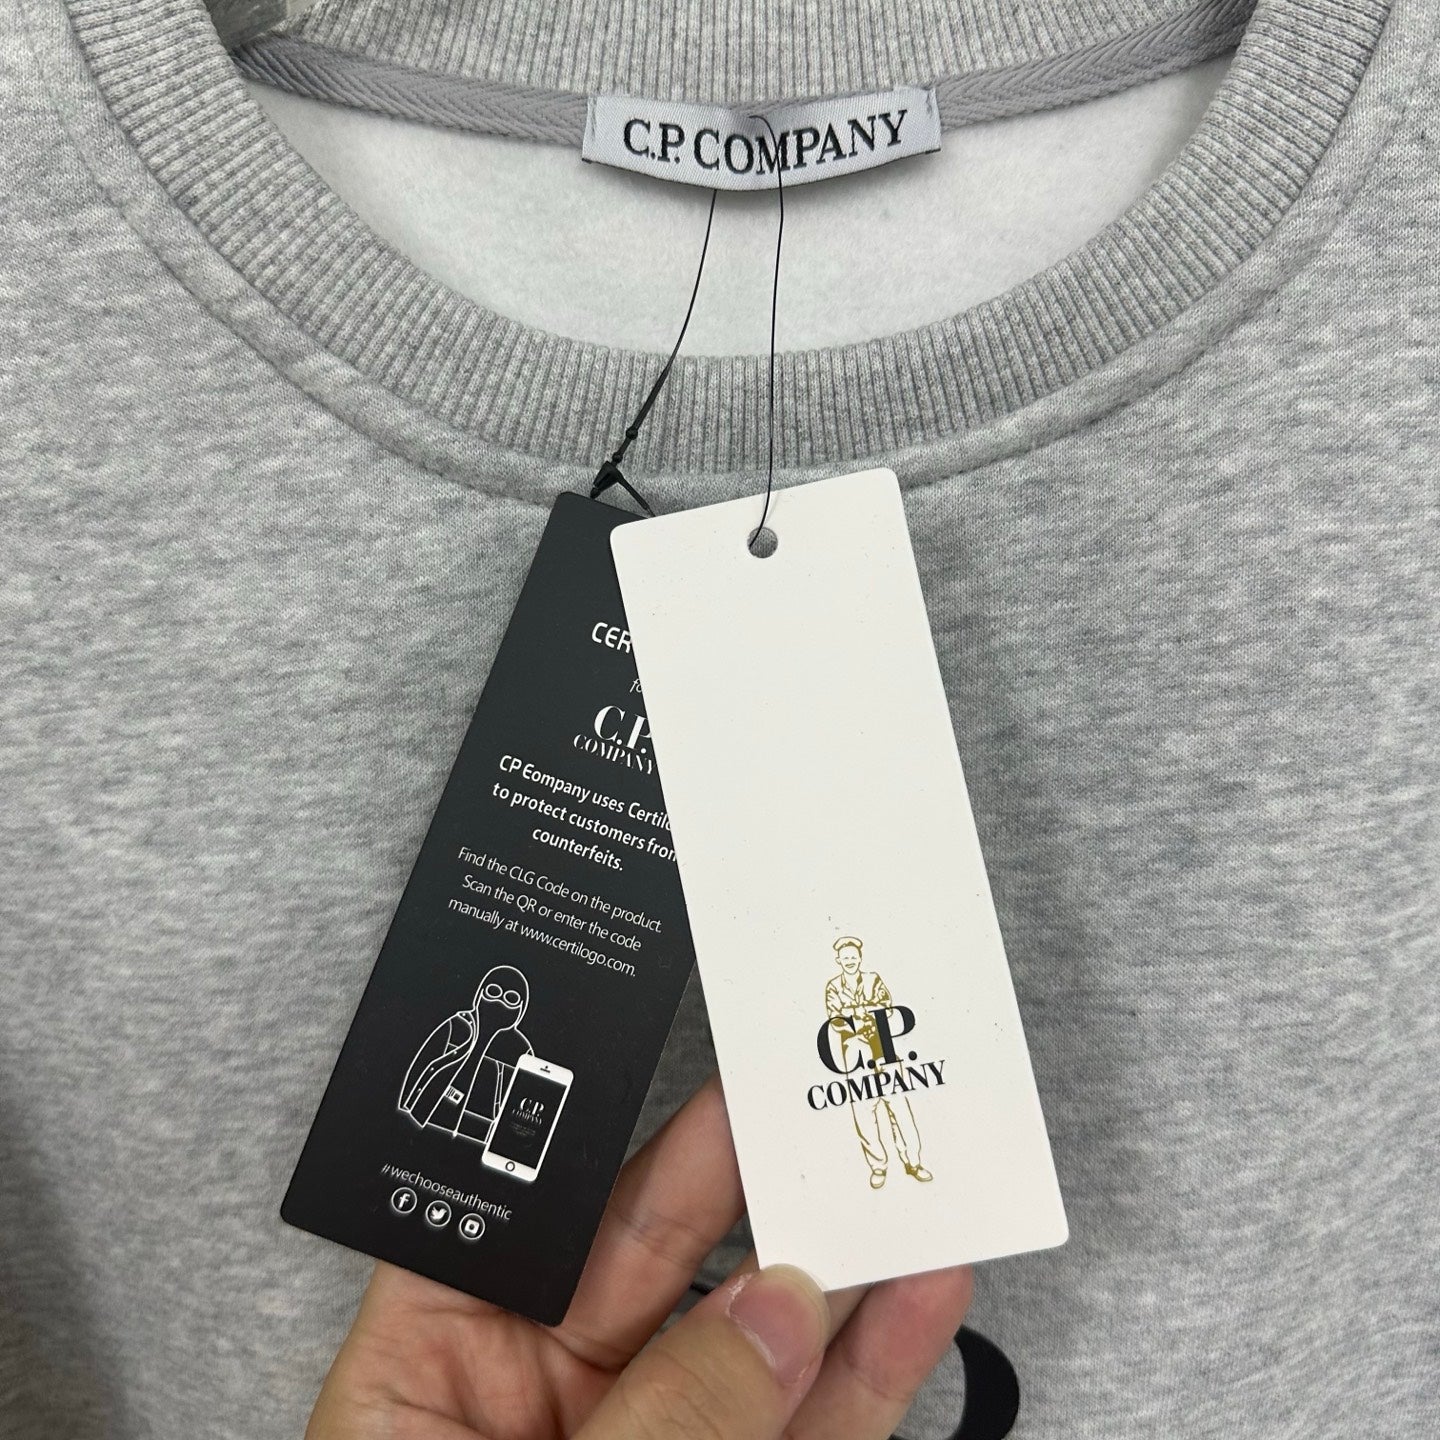 C.P. COMPANY
CER
C.P.
COMPANY
CP Eompany uses Certilo
to protect customers from
counterfeits.
Find the CLG Code on the product.
Scan the QR or enter the code
manually at www.certilogo.com.
C.P.
COMPANY
#wechooseauthentic
C.P.
COMPANY